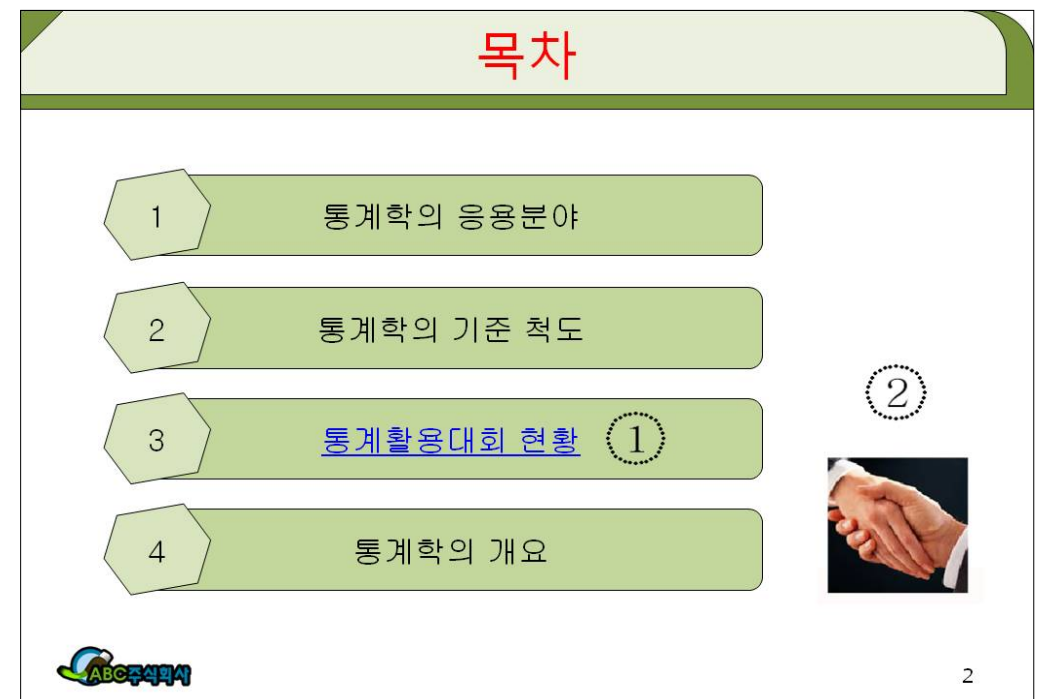 목차
1 통계학의 응용분야
2 통계학의 기준 척도
3 통계활용대회 현황 ①
②
4 통계학의 개요
ABC주식회사
2